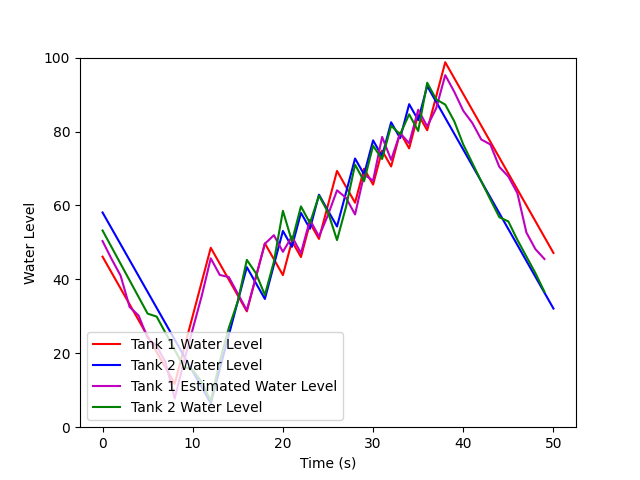 100
80
60
40
20
0
Water Level
Tank 1 Water Level
Tank 2 Water Level
Tank 1 Estimated Water Level
Tank 2 Water Level
0 10 20 30 40 50
Time (s)